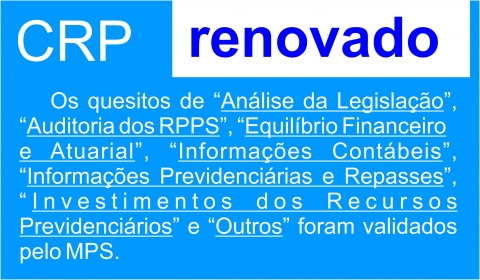 CRP renovado
Os quesitos de “Análise da Legislação”,
“Auditoria dos RPPS”, “Equilíbrio Financeiro
e Atuarial”, “Informações Contábeis”,
“Informações Previdenciárias e Repasses”,
“Investimentos dos Recursos
Previdenciários” e “Outros” foram validados
pelo MPS.